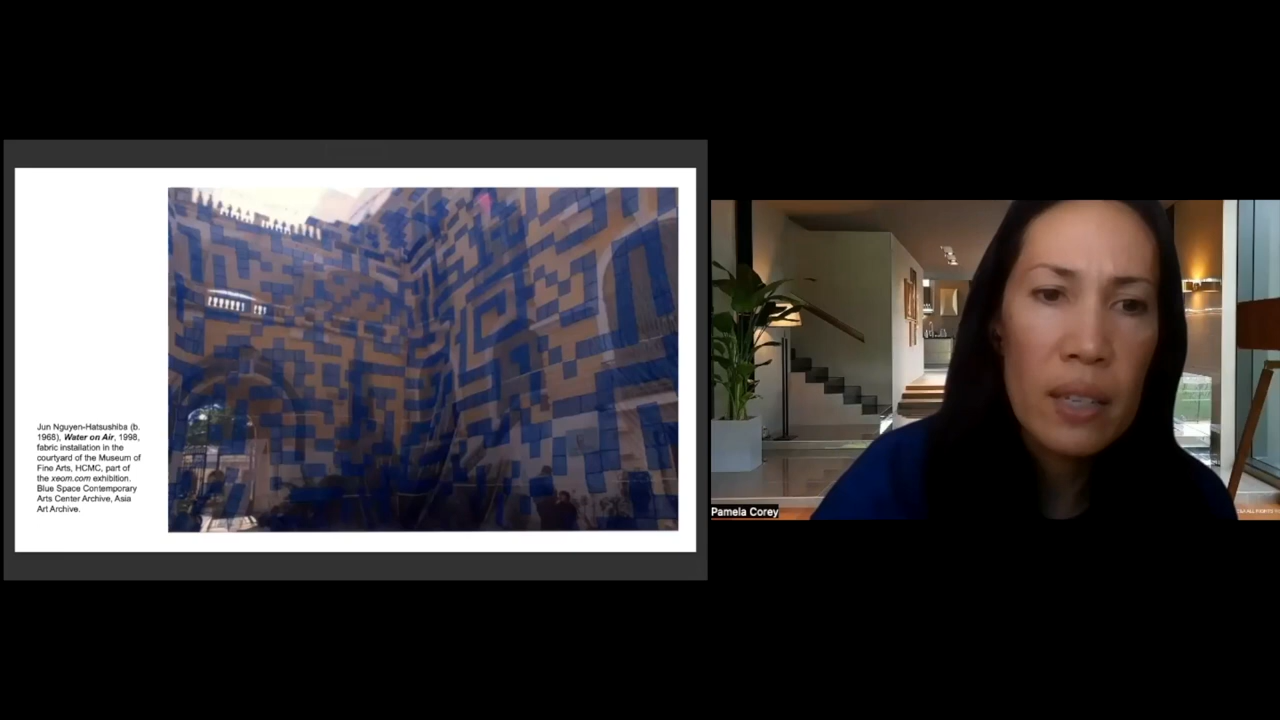 Jun Nguyen-Hatsushiba (b.
1968), Water on Air, 1998,
fabric installation in the
courtyard of the Museum of
Fine Arts, HCMC, part of
the xeom.com exhibition.
Blue Space Contemporary
Arts Center Archive, Asia
Art Archive.
Pamela Corey